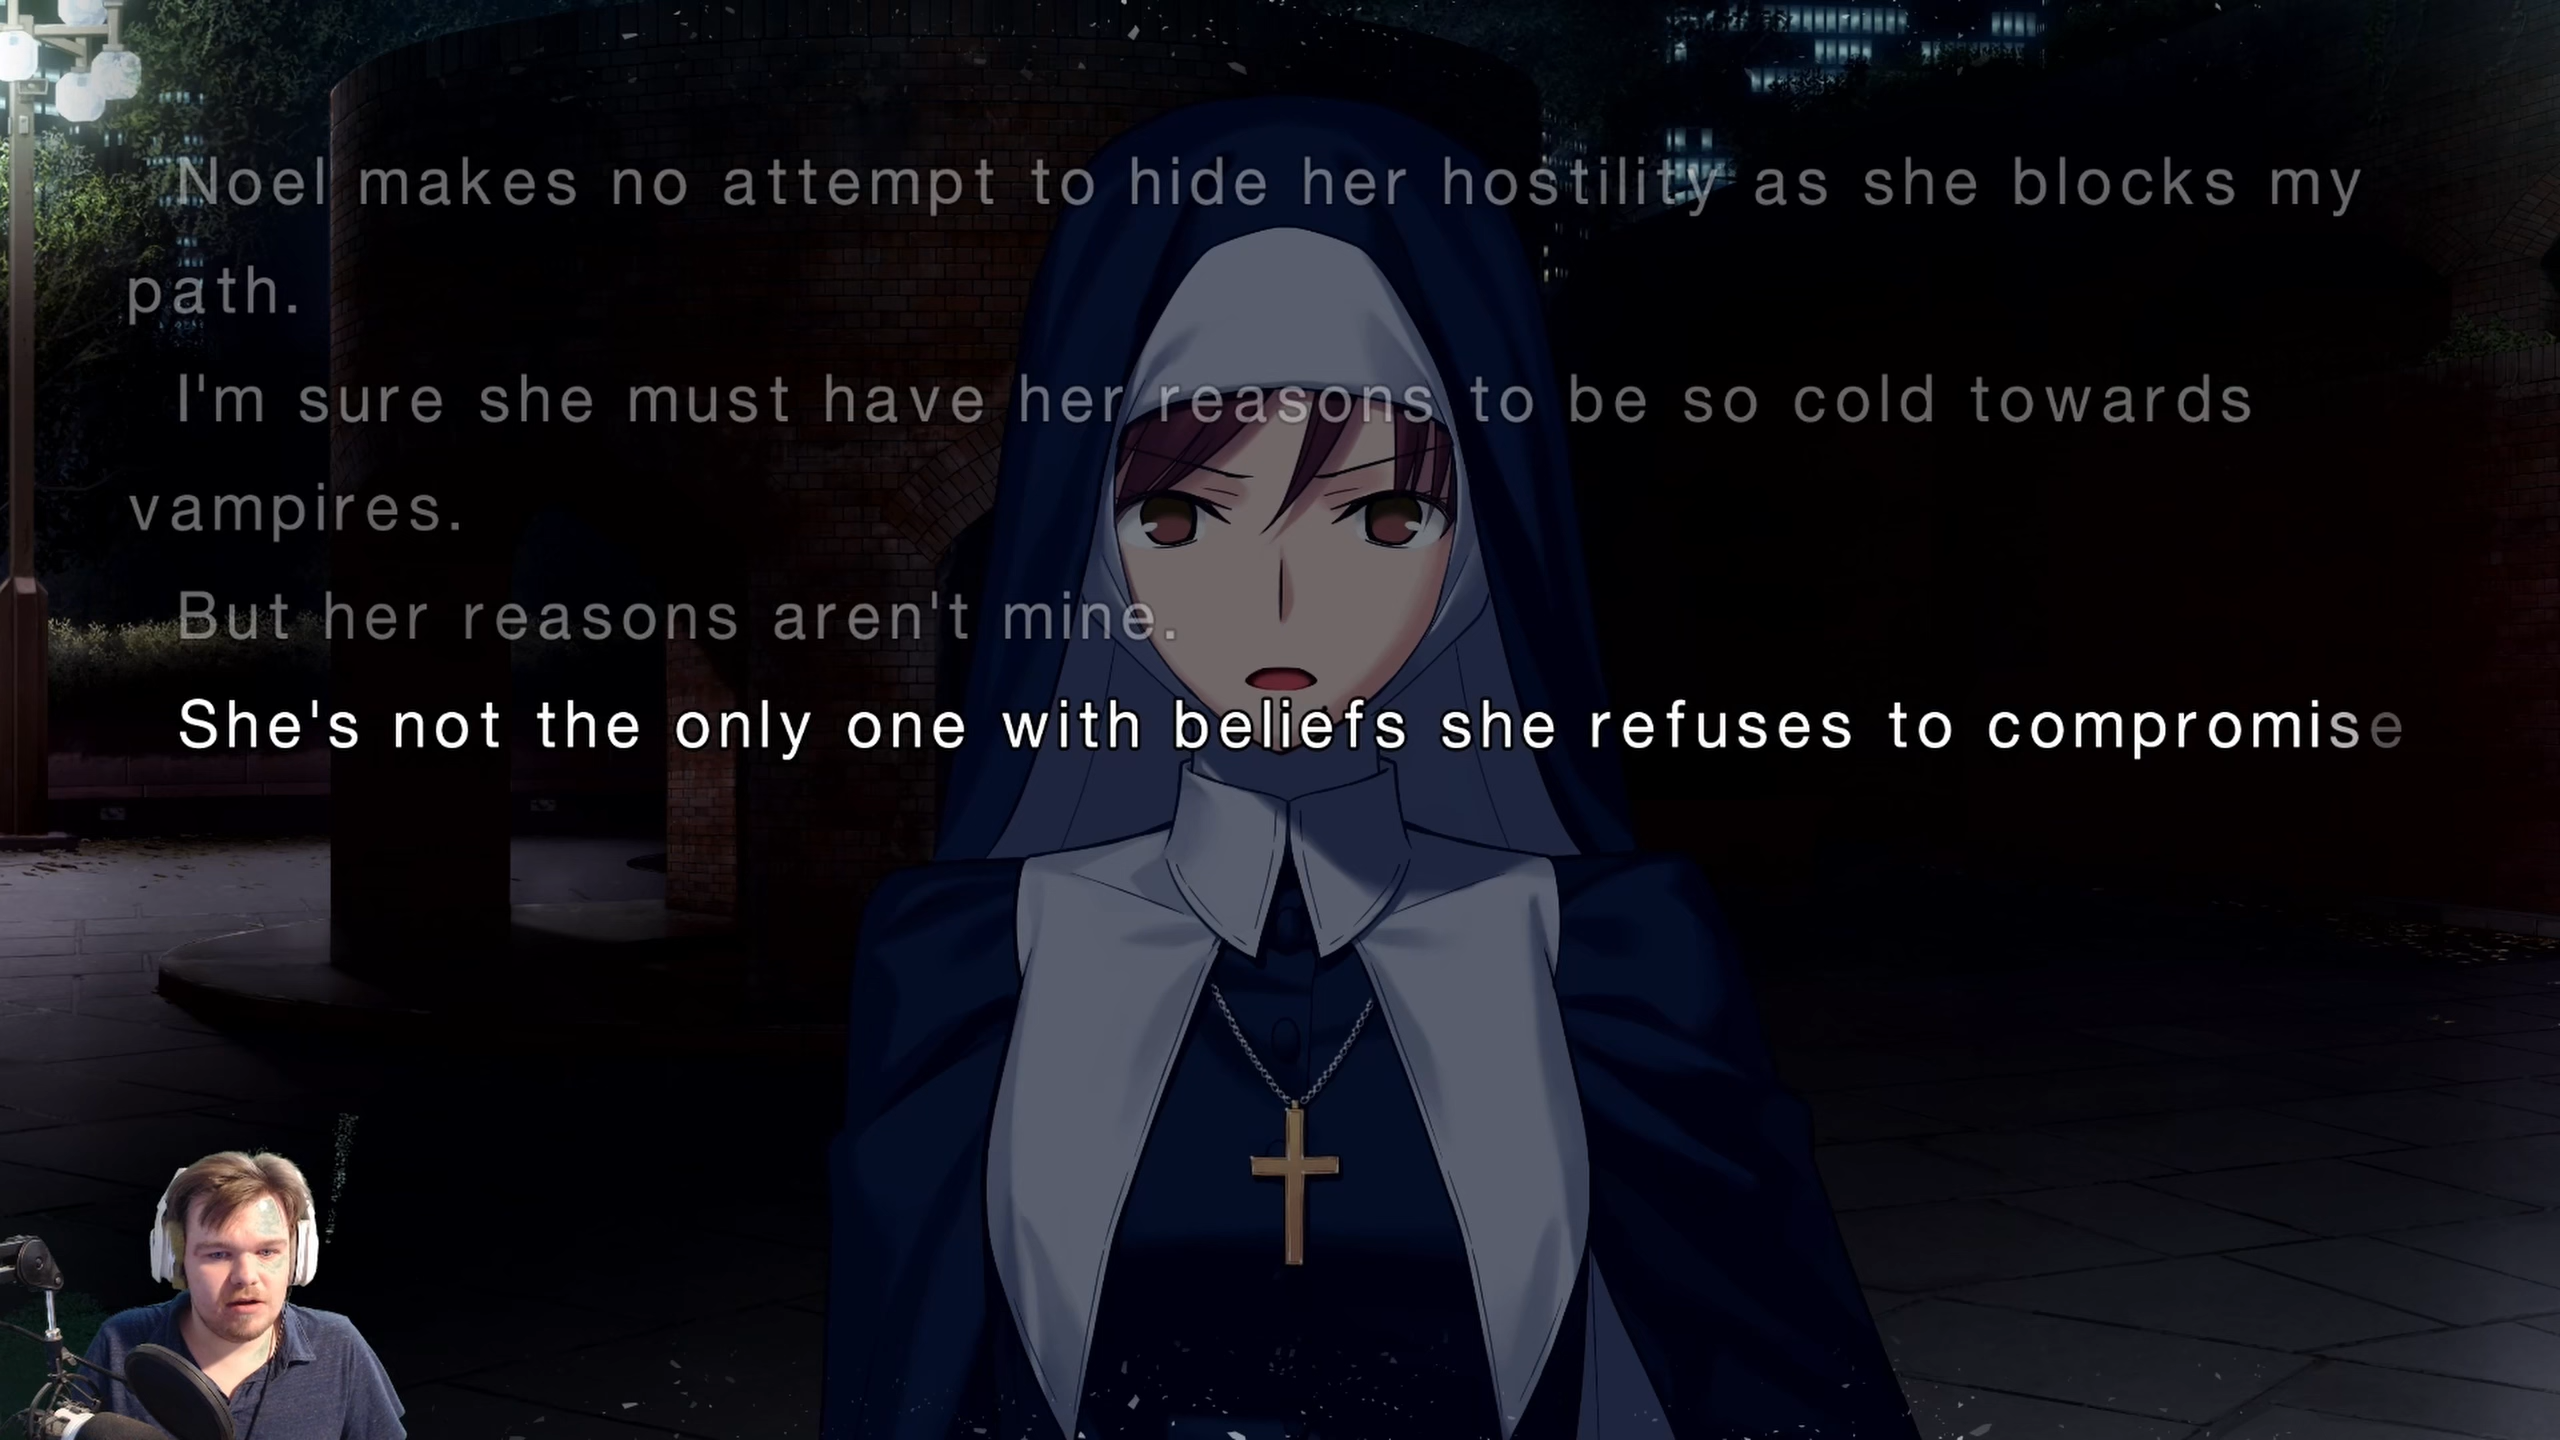 Noel makes no attempt to hide her hostility as she blocks my
path.
I'm sure she must have her reasons to be so cold towards
vampires.
But her reasons aren't mine.
She's not the only one with beliefs she refuses to compromise